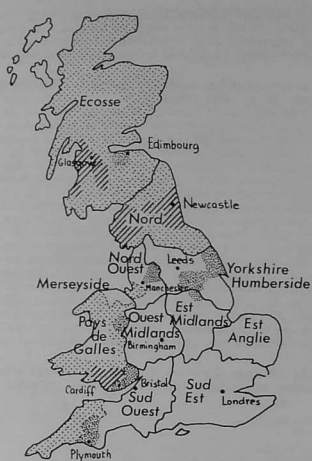 Ecosse
Edimbourg
Glasgow
Newcastle
Nord
Nord
Ouest
Leeds
Yorkshire
Humberside
Merseyside
Manchester
Est
Midlands
Ouest
Midlands
Birmingham
Est
Anglie
Pays
de
Galles
Cardiff
Bristol
Sud
Ouest
Sud
Est
Londres
Plymouth